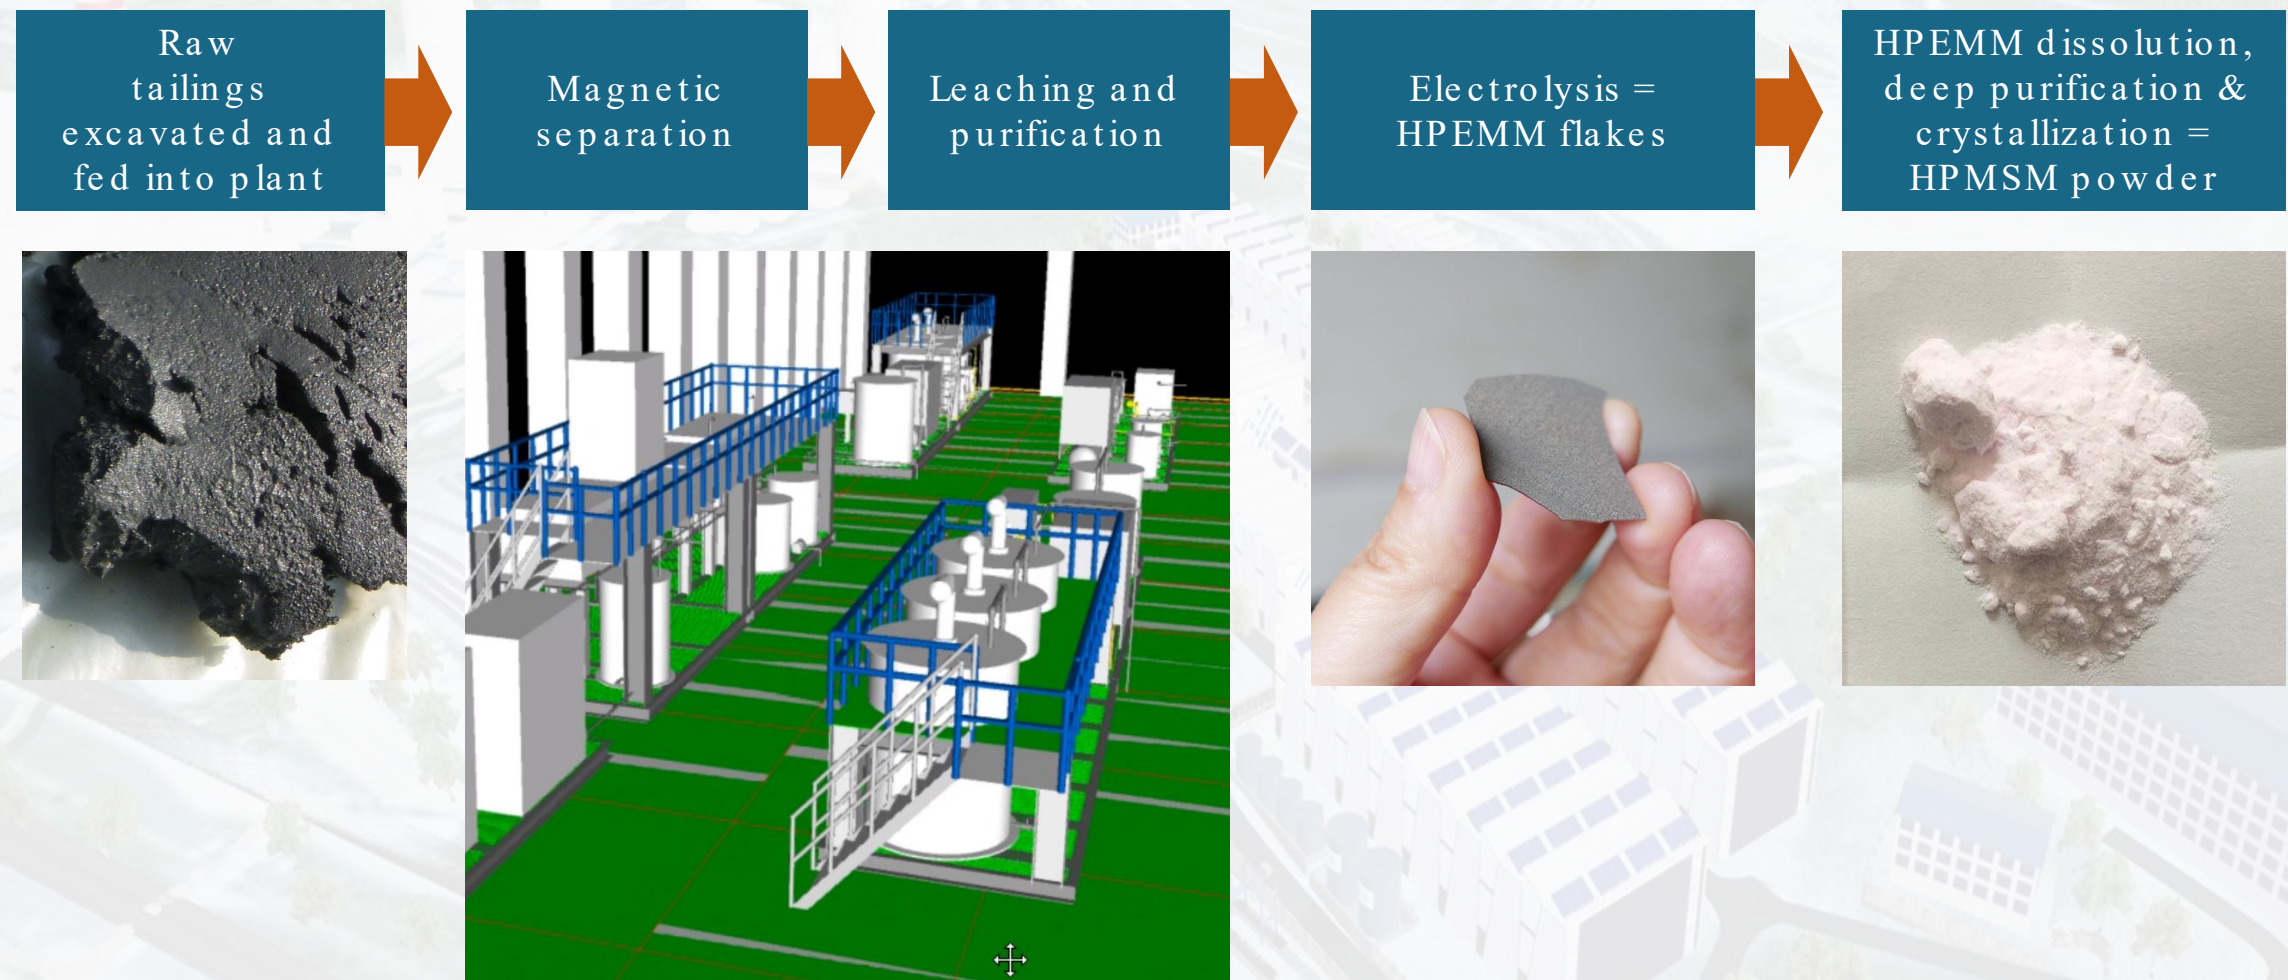 Raw
tailings
excavated and
fed into plant
Magnetic
separation
Leaching and
purification
Electrolysis =
HPEMM flakes
HPEMM dissolution,
deep purification &
crystallization =
HPMSM powder